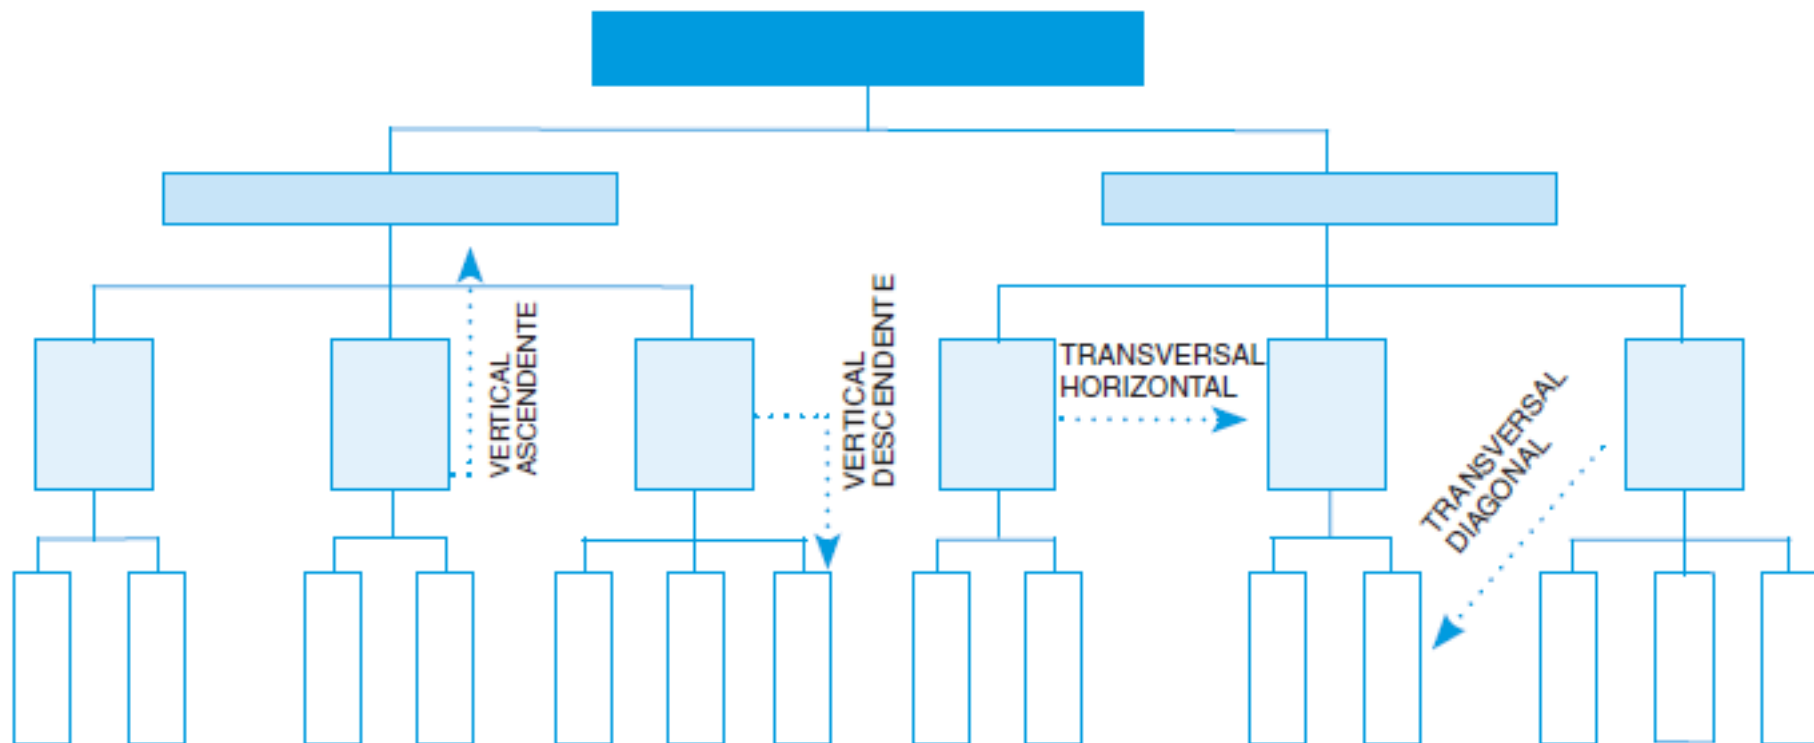 VERTICAL
ASCENDENTE
VERTICAL
DESCENDENTE
TRANSVERSAL
HORIZONTAL
TRANSVERSAL
DIAGONAL